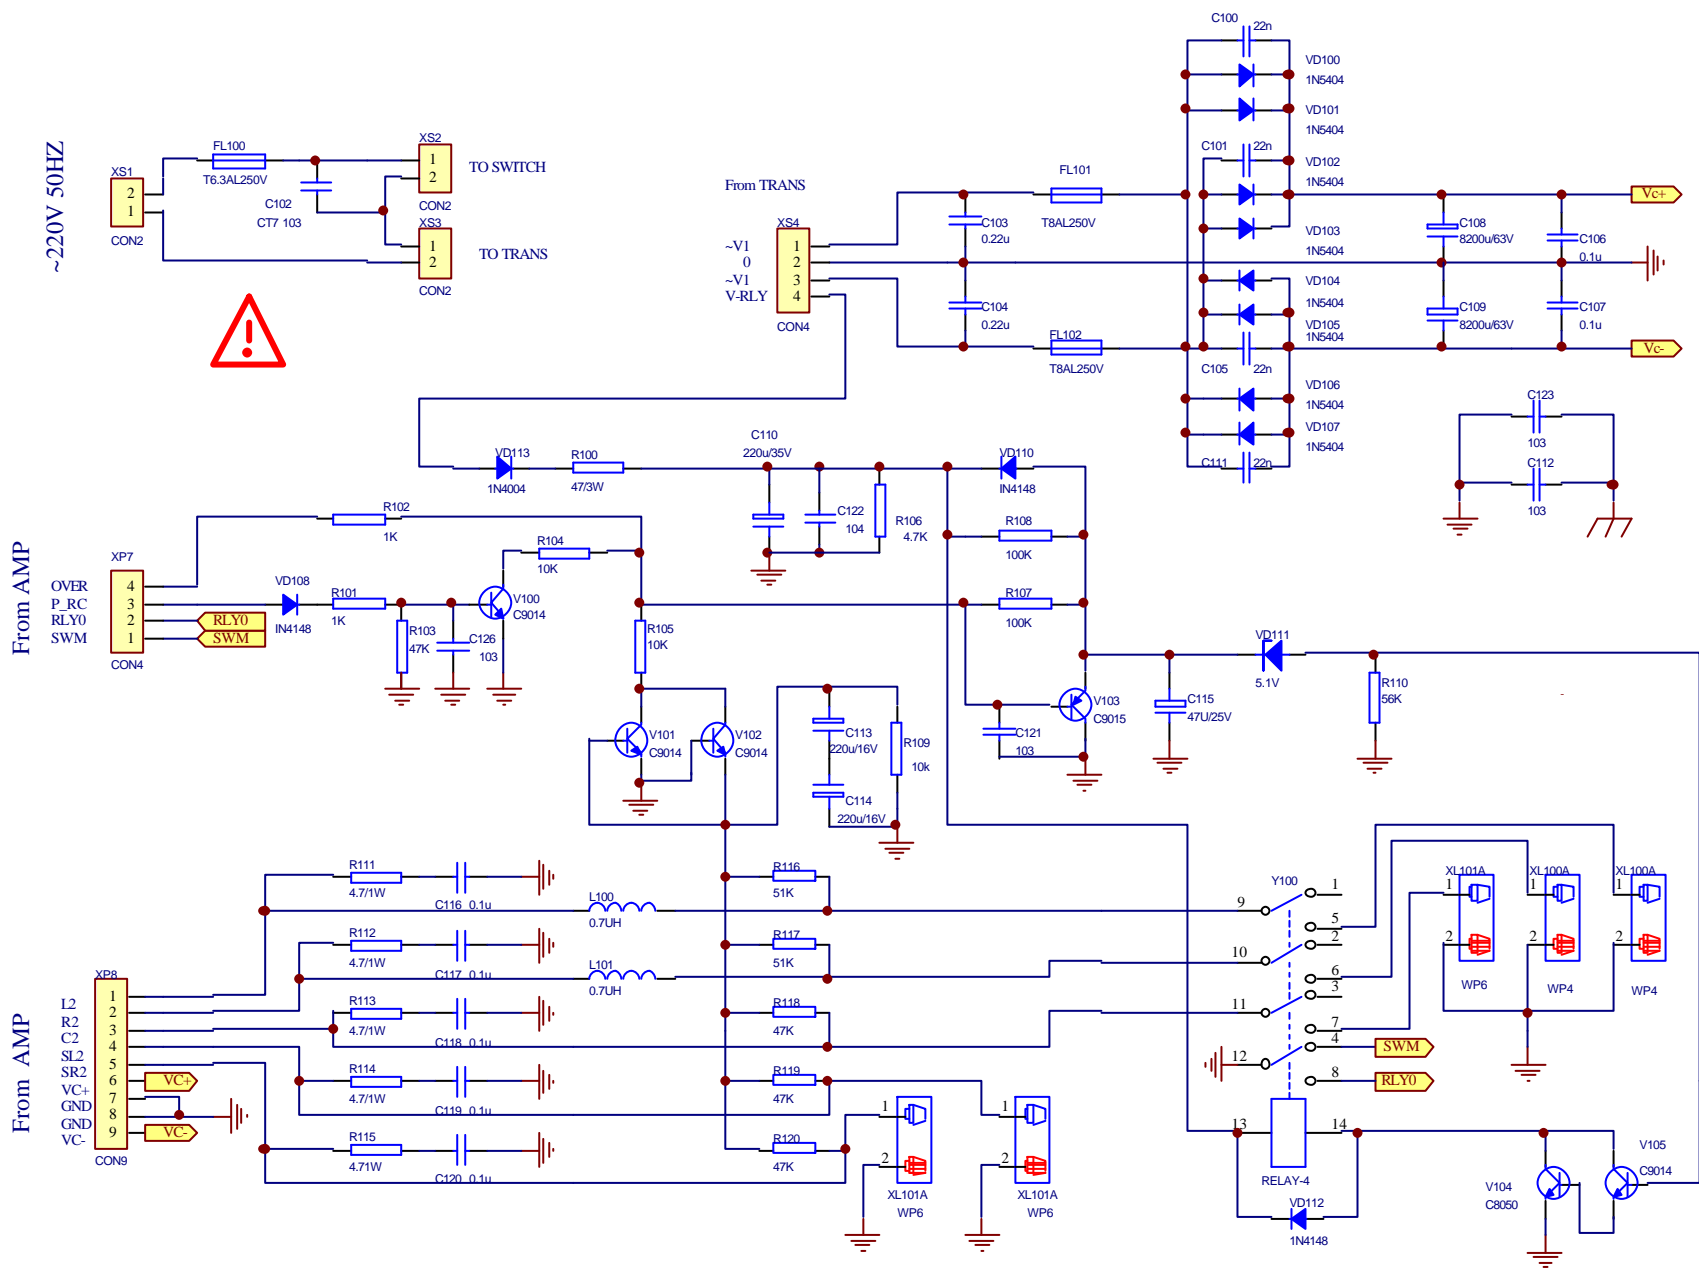 ~220V 50HZ
XS1
2
1
CON2
FL100
T6.3AL250V
C102
CT7 103
XS2
1
2
CON2
TO SWITCH
XS3
1
2
CON2
TO TRANS
From TRANS
XS4
~V1
0
~V1
V-RLY
1
2
3
4
CON4
C103
0.22u
C104
0.22u
FL101
T8AL250V
FL102
T8AL250V
C100
22n
VD100
1N5404
VD101
1N5404
C101
22n
VD102
1N5404
VD103
1N5404
VD104
1N5404
VD105
1N5404
C105
22n
VD106
1N5404
VD107
1N5404
C111
22n
C108
8200u/63V
C106
0.1u
C109
8200u/63V
C107
0.1u
Vc+
Vc-
C123
103
C112
103
VD113
1N4004
R100
47/3W
C110
220u/35V
C122
104
R106
4.7K
VD110
IN4148
R108
100K
R107
100K
R102
1K
From AMP
XP7
OVER
P_RC
RLY0
SWM
4
3
2
1
CON4
RLY0
SWM
VD108
IN4148
R101
1K
R103
47K
C126
103
R104
10K
V100
C9014
R105
10K
V101
C9014
V102
C9014
C113
220u/16V
C114
220u/16V
R109
10k
C121
103
V103
C9015
C115
47U/25V
VD111
5.1V
R110
56K
-
From AMP
XP8
L2
R2
C2
SL2
SR2
VC+
GND
GND
VC-
1
2
3
4
5
6
7
8
9
CON9
VC+
VC-
R111
4.7/1W
C116 0.1u
R112
4.7/1W
C117 0.1u
R113
4.7/1W
C118 0.1u
R114
4.7/1W
C119 0.1u
R115
4.71W
C120 0.1u
L100
0.7UH
L101
0.7UH
R116
51K
R117
51K
R118
47K
R119
47K
R120
47K
1
2
XL101A
WP6
1
2
XL101A
WP6
Y100
9
10
11
12
1
5
2
6
3
7
4
8
SWM
RLY0
13
14
RELAY-4
VD112
1N4148
XL101A
1
2
WP6
XL100A
1
2
WP4
XL100A
1
2
WP4
V104
C8050
V105
C9014